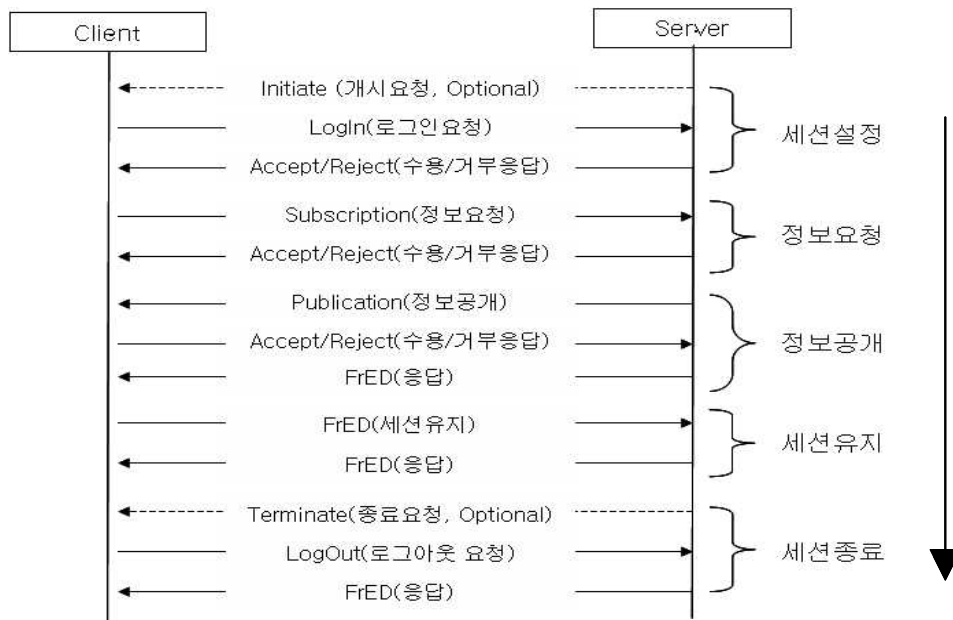 Client
Server
Initiate (개시요청, Optional)
LogIn(로그인요청)
Accept/Reject(수용/거부응답)
세션설정
Subscription(정보요청)
Accept/Reject(수용/거부응답)
정보요청
Publication(정보공개)
Accept/Reject(수용/거부응답)
FrED(응답)
정보공개
FrED(세션유지)
FrED(응답)
세션유지
Terminate(종료요청, Optional)
LogOut(로그아웃 요청)
FrED(응답)
세션종료